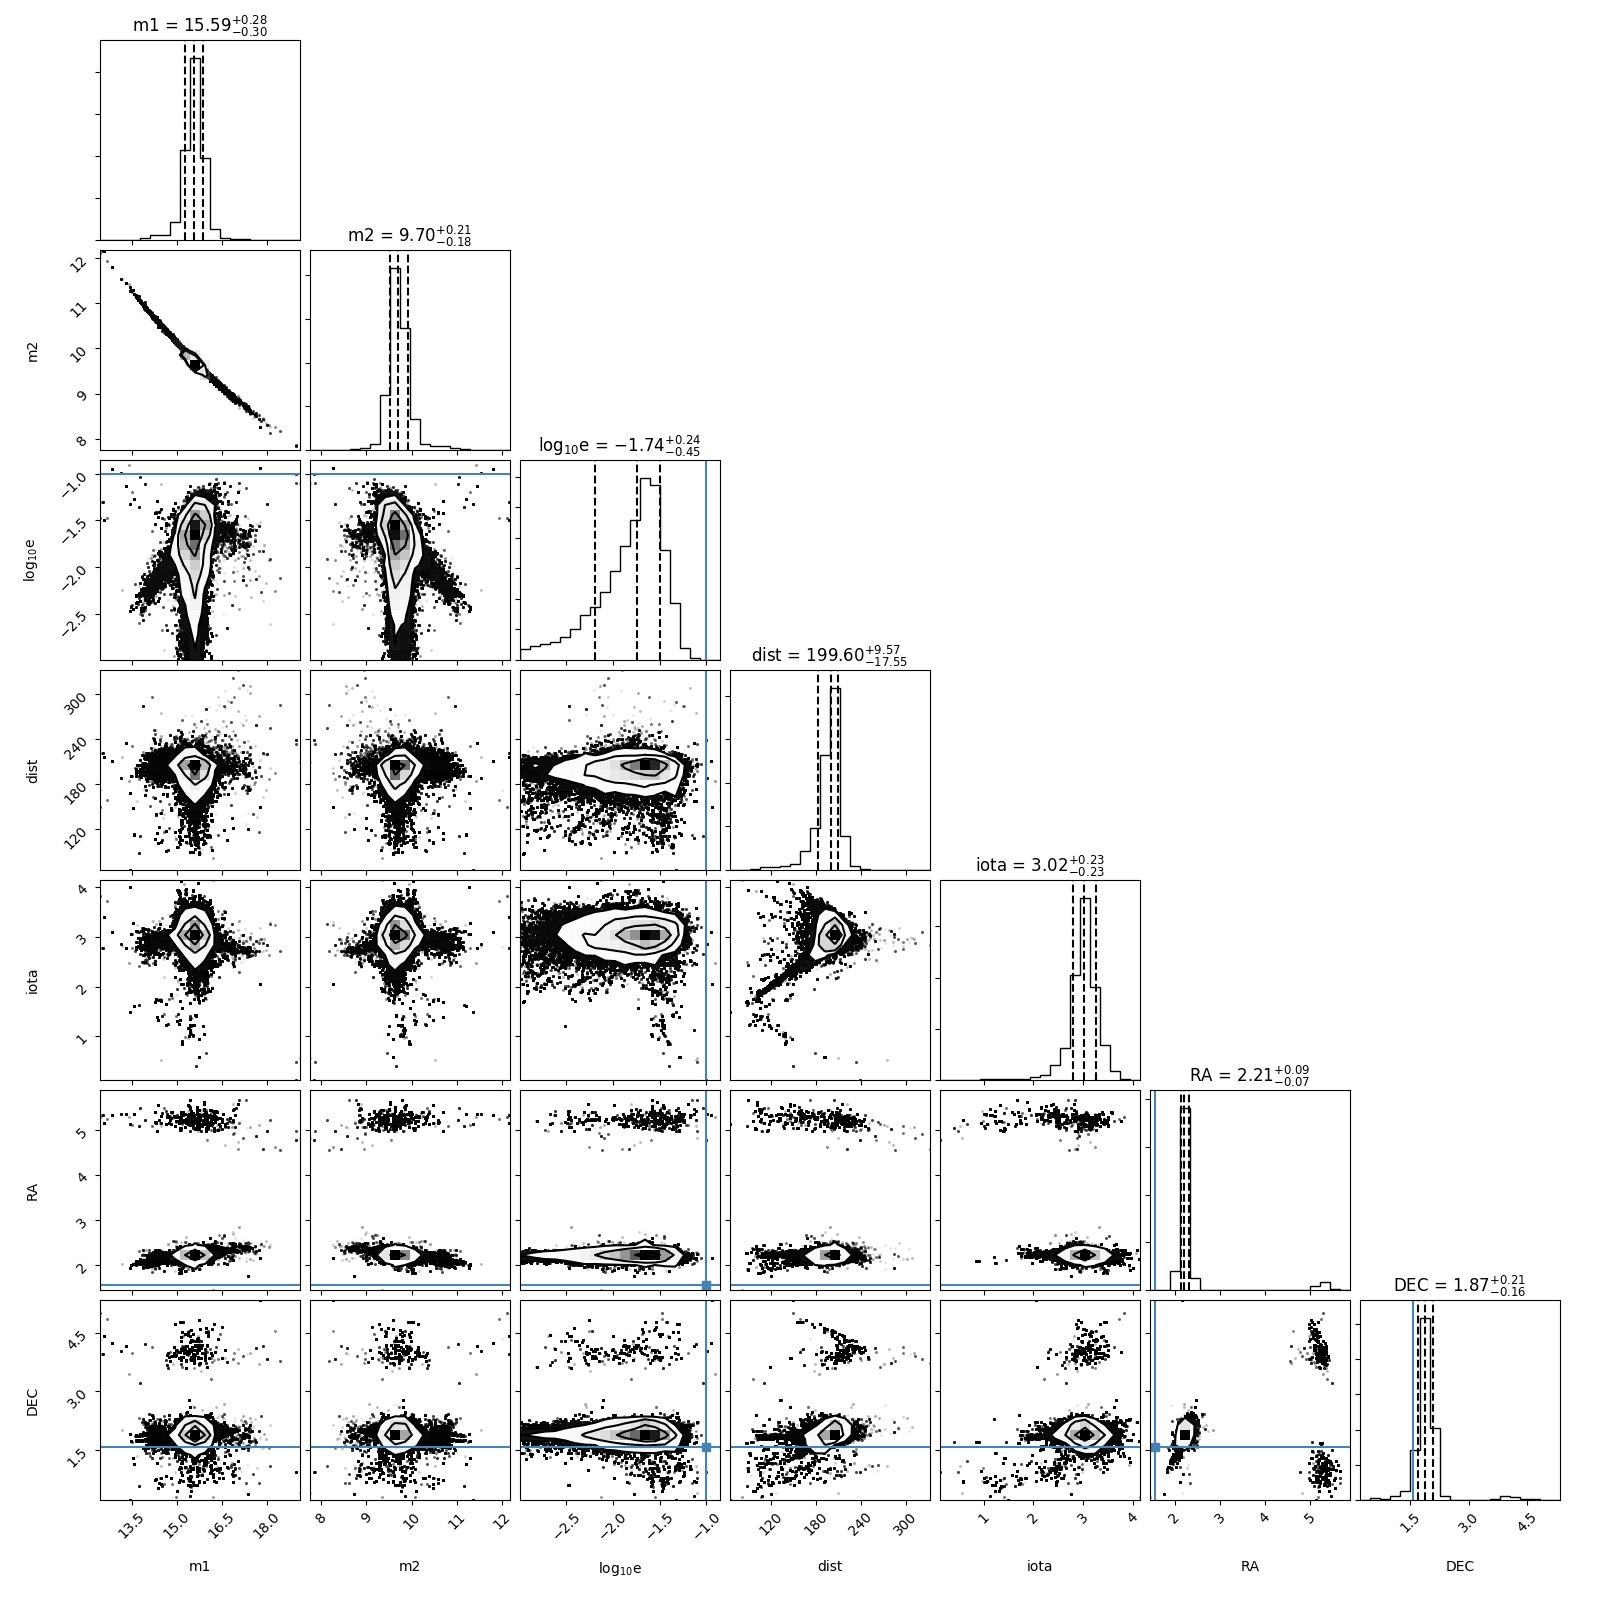 m1 = 15.59 +0.28 −0.30
m2 = 9.70 +0.21 −0.18
log10e = −1.74 +0.24 −0.45
dist = 199.60 +9.57 −17.55
iota = 3.02 +0.23 −0.23
RA = 2.21 +0.09 −0.07
DEC = 1.87 +0.21 −0.16
m2
12
11
10
9
8
log10e
−1.0
−1.5
−2.0
−2.5
dist
300
240
180
120
iota
4
3
2
1
RA
5
4
3
2
DEC
4.5
3.0
1.5
13.5 15.0 16.5 18.0
8 9 10 11 12
−2.5 −2.0 −1.5 −1.0
120 180 240 300
1 2 3 4
2 3 4 5
1.5 3.0 4.5
m1 m2 log10e dist iota RA DEC